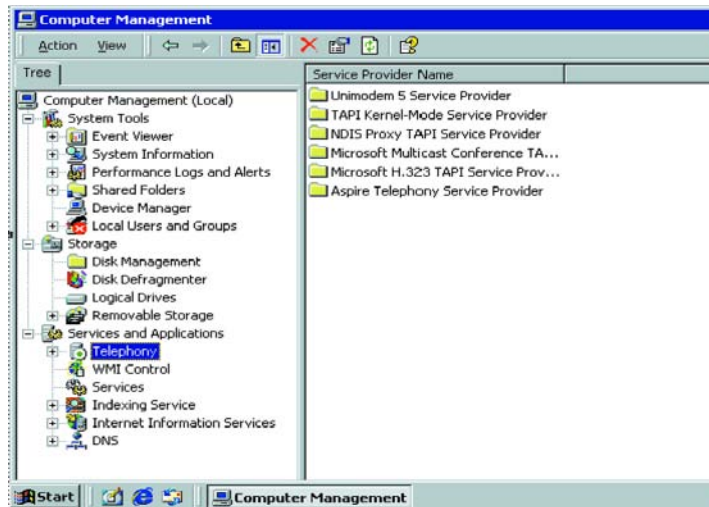 Computer Management
Action View
Tree
Computer Management (Local)
System Tools
Event Viewer
System Information
Performance Logs and Alerts
Shared Folders
Device Manager
Local Users and Groups
Storage
Disk Management
Disk Defragmenter
Logical Drives
Removable Storage
Services and Applications
Telephony
WMI Control
Services
Indexing Service
Internet Information Services
DNS
Service Provider Name
Unimodem 5 Service Provider
TAPI Kernel-Mode Service Provider
NDIS Proxy TAPI Service Provider
Microsoft Multicast Conference TA...
Microsoft H.323 TAPI Service Prov...
Aspire Telephony Service Provider
Start
Computer Management